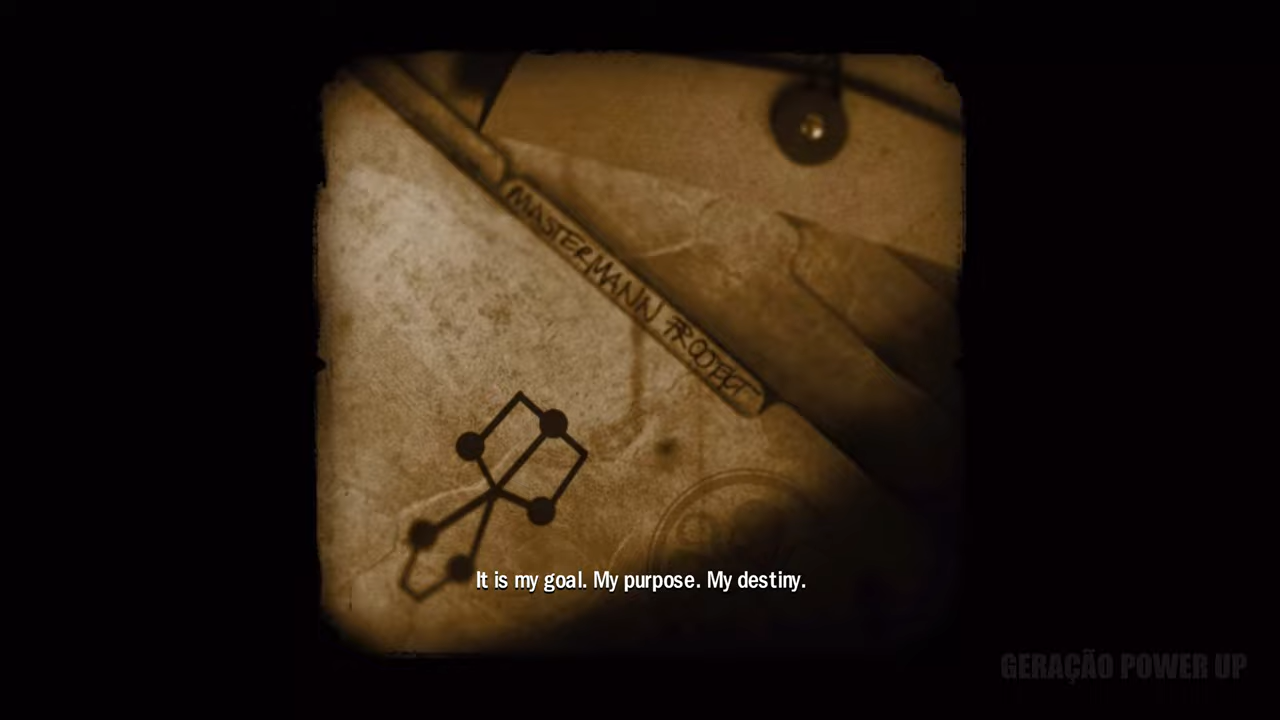 MASTERMANN PROJECT
It is my goal. My purpose. My destiny.
GERAÇÃO POWER UP